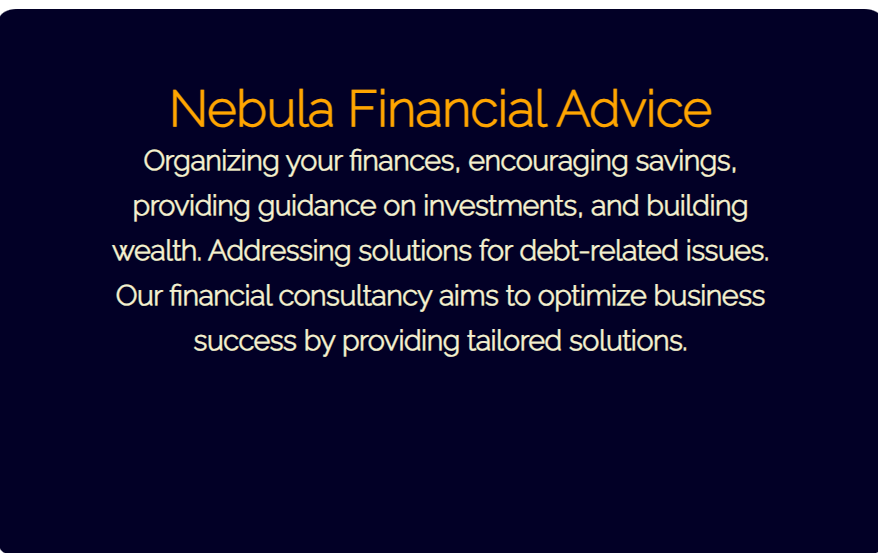 Nebula Financial Advice
Organizing your finances, encouraging savings,
providing guidance on investments, and building
wealth. Addressing solutions for debt-related issues.
Our financial consultancy aims to optimize business
success by providing tailored solutions.